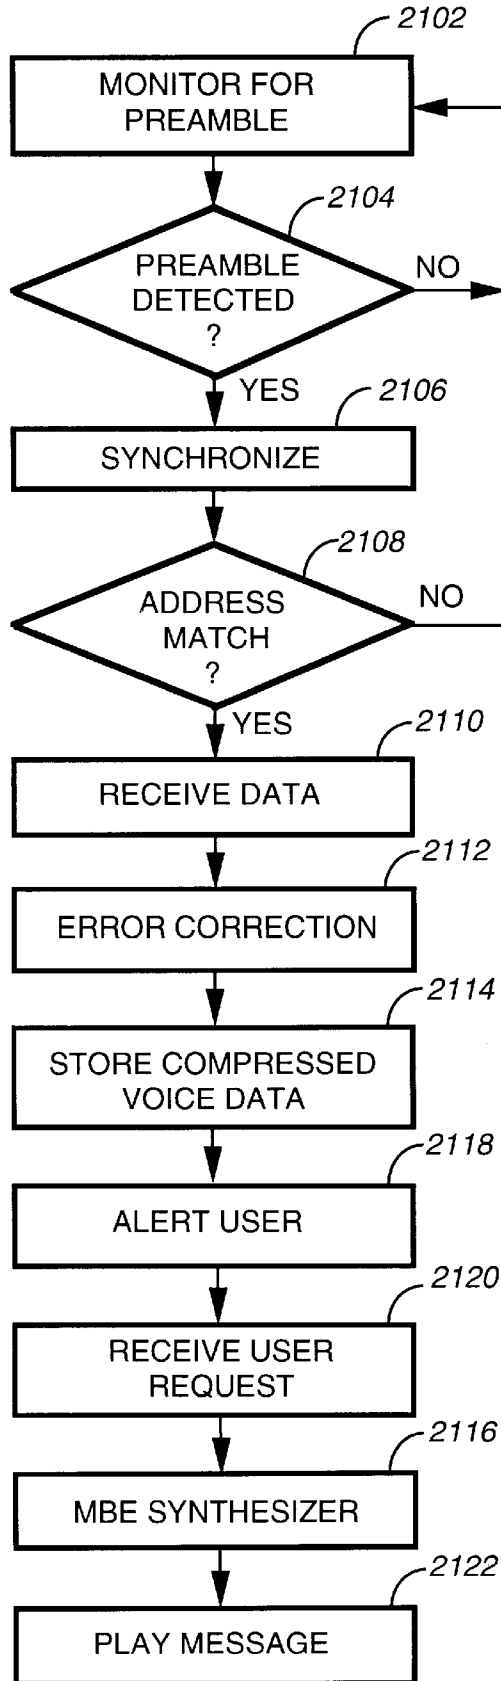 2102
MONITOR FOR
PREAMBLE
2104
PREAMBLE
DETECTED
?
NO
YES
2106
SYNCHRONIZE
2108
ADDRESS
MATCH
?
NO
YES
2110
RECEIVE DATA
2112
ERROR CORRECTION
2114
STORE COMPRESSED
VOICE DATA
2118
ALERT USER
2120
RECEIVE USER
REQUEST
2116
MBE SYNTHESIZER
2122
PLAY MESSAGE